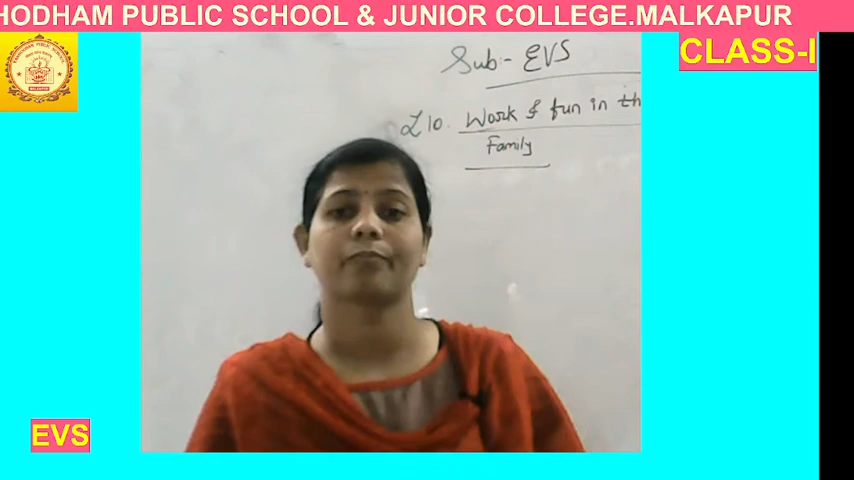 HODHAM PUBLIC SCHOOL & JUNIOR COLLEGE.MALKAPUR
CLASS-I
Sub:- EVS
L10. Work & fun in th
Family
EVS